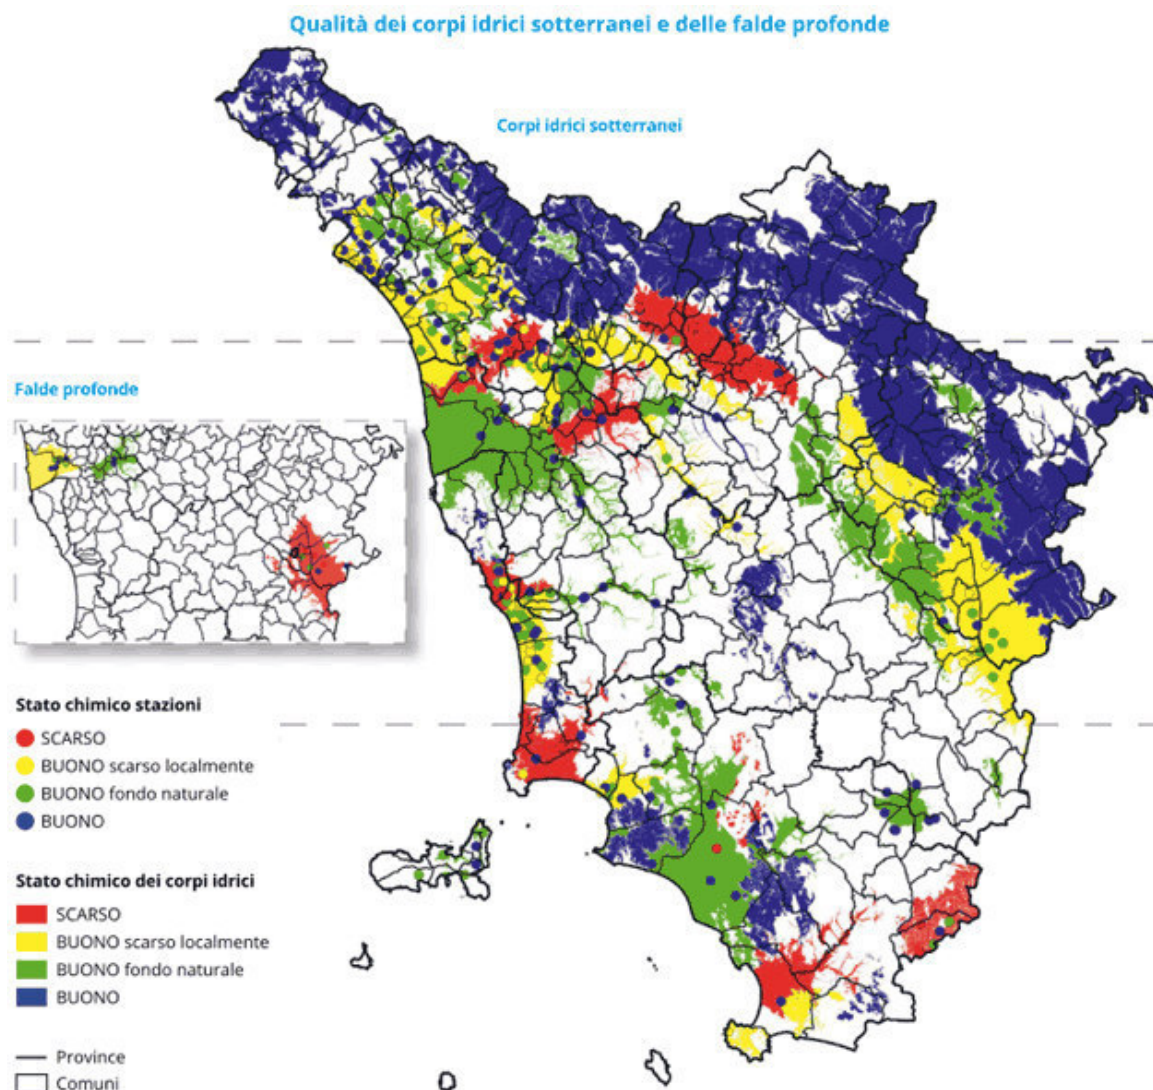 Qualità dei corpi idrici sotterranei e delle falde profonde
Corpi idrici sotterranei
Falde profonde
Stato chimico stazioni
SCARSO
BUONO scarso localmente
BUONO fondo naturale
BUONO
Stato chimico dei corpi idrici
SCARSO
BUONO scarso localmente
BUONO fondo naturale
BUONO
Province
Comuni